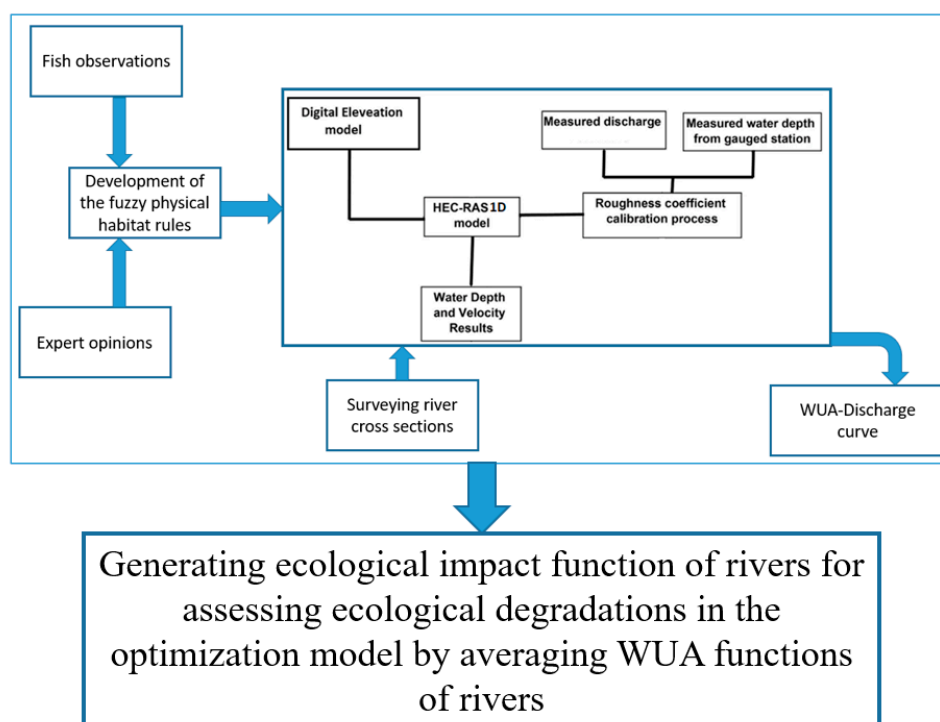 Fish observations
Development of
the fuzzy physical
habitat rules
Expert opinions
Digital Eleveation
model
Measured discharge
Measured water depth
from gauged station
HEC-RAS1D
model
Roughness coefficient
calibration process
Water Depth
and Velocity
Results
Surveying river
cross sections
WUA-Discharge
curve
Generating ecological impact function of rivers for
assessing ecological degradations in the
optimization model by averaging WUA functions
of rivers